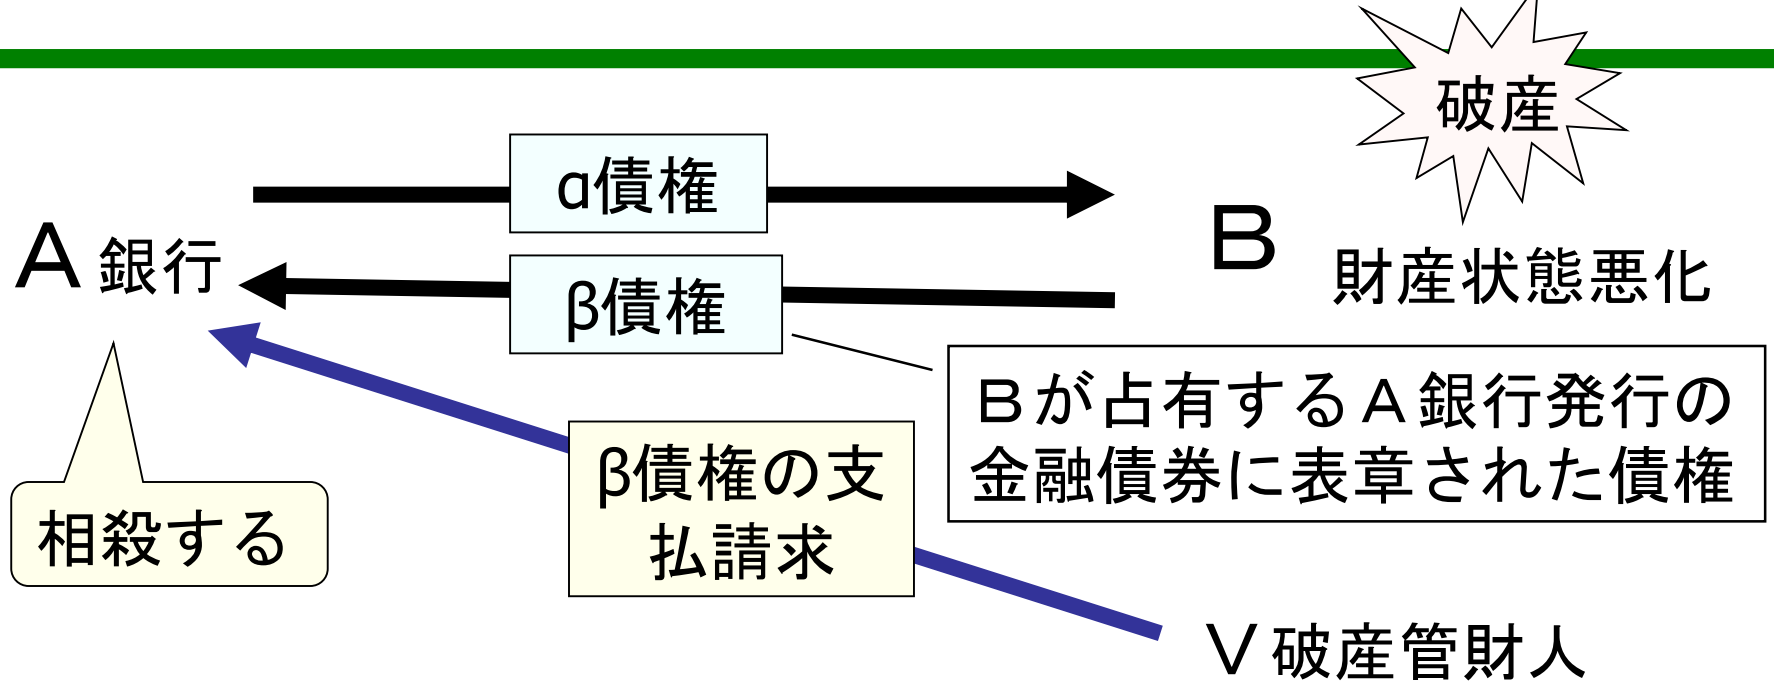 破産
α債権
A 銀行
B
財産状態悪化
β債権
Bが占有するA銀行発行の
金融債券に表章された債権
β債権の支
払請求
相殺する
V 破産管財人